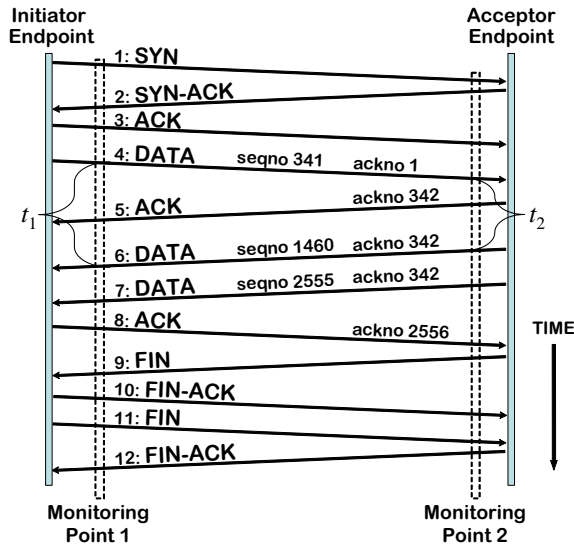 Initiator
Endpoint
Acceptor
Endpoint
1: SYN
2: SYN-ACK
3: ACK
4: DATA seqno 341 ackno 1
ackno 342
t1
5: ACK
t2
6: DATA seqno 1460 ackno 342
7: DATA seqno 2555 ackno 342
8: ACK ackno 2556
TIME
9: FIN
10: FIN-ACK
11: FIN
12: FIN-ACK
Monitoring
Point 1
Monitoring
Point 2